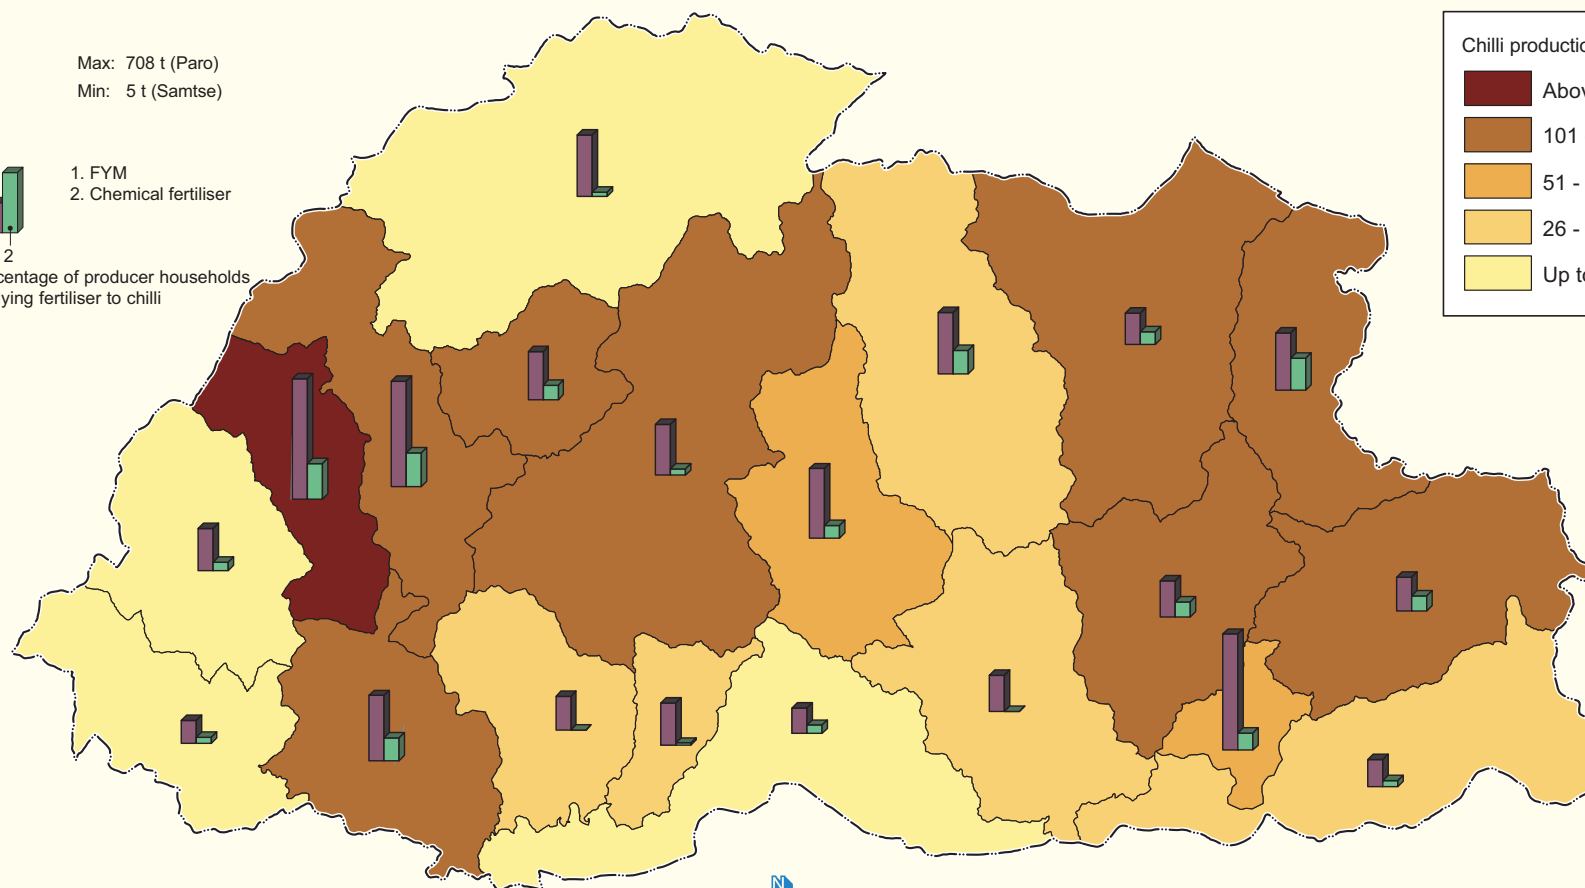 Max: 708 t (Paro)
Min: 5 t (Samtse)
1. FYM
2. Chemical fertiliser
2
centage of producer households
ying fertiliser to chilli
Chilli productio
Abov
101
51 -
26 -
Up to
N